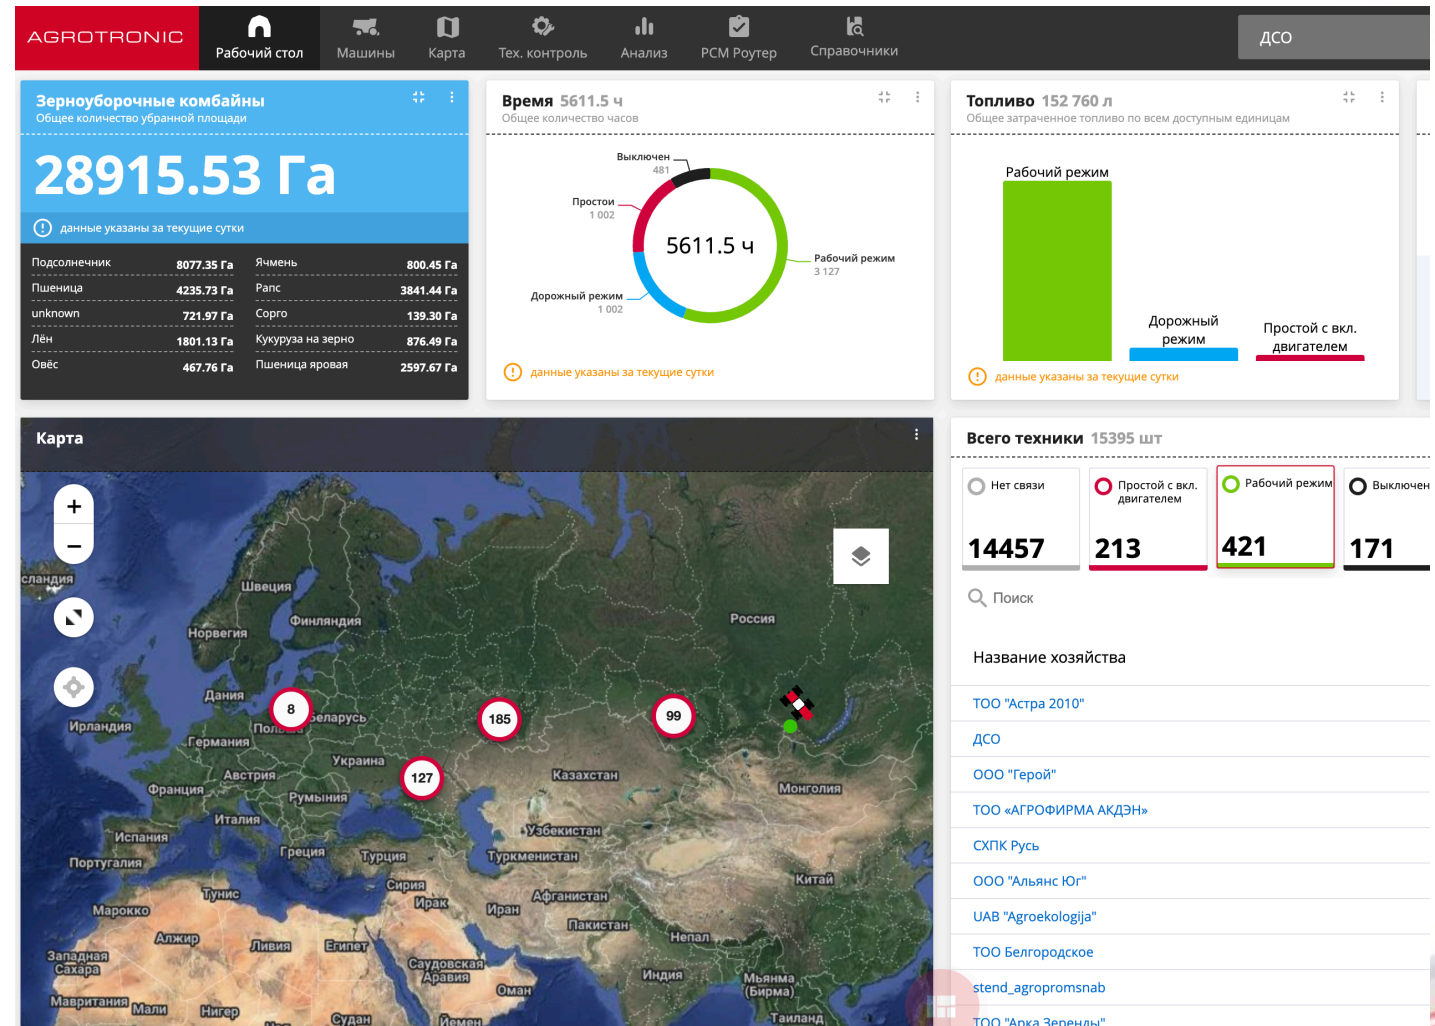 AGROTRONIC
Рабочий стол
Машины
Карта
Тех. контроль
Анализ
РСМ Роутер
Справочники
ДСО
Зерноуборочные комбайны
Общее количество убранной площади
28915.53 Га
данные указаны за текущие сутки
Подсолнечник 8077.35 Га
Ячмень 800.45 Га
Пшеница 4235.73 Га
Рапс 3841.44 Га
unknown 721.97 Га
Сорго 139.30 Га
Лён 1801.13 Га
Кукуруза на зерно 876.49 Га
Овёс 467.76 Га
Пшеница яровая 2597.67 Га
Время 5611.5 ч
Общее количество часов
Выключен
481
Простои
1 002
5611.5 ч
Рабочий режим
3 127
Дорожный режим
1 002
данные указаны за текущие сутки
Топливо 152 760 л
Общее затраченное топливо по всем доступным единицам
Рабочий режим
Дорожный
режим
Простой с вкл.
двигателем
данные указаны за текущие сутки
Карта
+
−
сландия
Швеция
Финляндия
Норвегия
Россия
Дания
8
Беларусь
185
99
Ирландия
Германия
Украина
127
Австрия
Казахстан
Франция
Румыния
Монголия
Италия
Узбекистан
Испания
Греция
Турция
Туркменистан
Португалия
Сирия
Китай
Тунис
Ирак
Иран
Афганистан
Марокко
Пакистан
Алжир
Ливия
Египет
Непал
Западная
Сахара
Саудовская
Аравия
Индия
Мьянма
(Бирма)
Оман
Мавритания
Мали
Нигер
Судан
Йемен
Таиланд
Всего техники 15395 шт
Нет связи
14457
Простой с вкл.
двигателем
213
Рабочий режим
421
Выключен
171
Поиск
Название хозяйства
ТОО "Астра 2010"
ДСО
ООО "Герой"
ТОО «АГРОФИРМА АКДЭН»
СХПК Русь
ООО "Альянс Юг"
UAB "Agroekologija"
ТОО Белгородское
stend_agropromsnab
ТОО "Арка Зеренды"